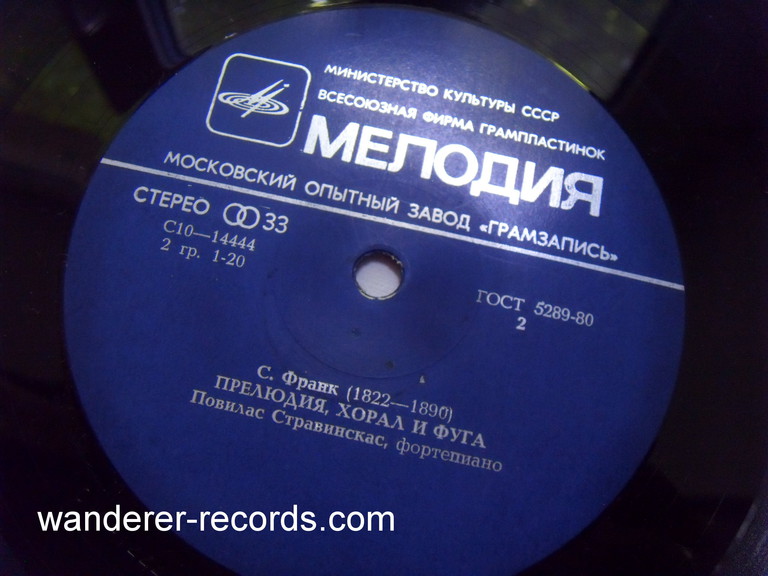 МИНИСТЕРСТВО КУЛЬТУРЫ СССР
ВСЕСОЮЗНАЯ ФИРМА ГРАМПЛАСТИНОК
МЕЛОДИЯ
МОСКОВСКИЙ ОПЫТНЫЙ ЗАВОД «ГРАМЗАПИСЬ»
СТЕРЕО 33
С10—14444
2 гр. 1-20
ГОСТ 5289-80
2
С. Франк (1822—1890)
ПРЕЛЮДИЯ, ХОРАЛ И ФУГА
Повилас Стравинскас, фортепиано
wanderer-records.com